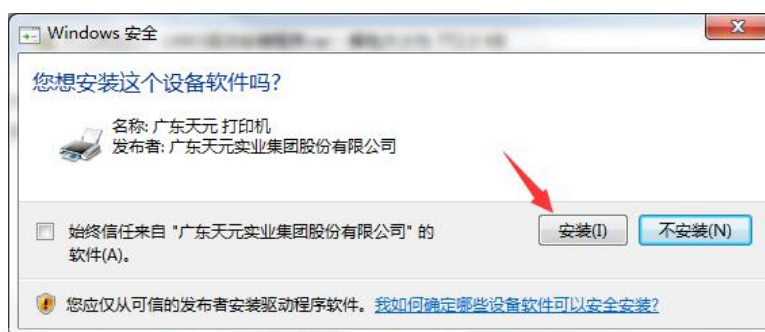 Windows 安全
您想安装这个设备软件吗?
名称: 广东天元 打印机
发布者: 广东天元实业集团股份有限公司
始终信任来自 "广东天元实业集团股份有限公司" 的
软件(A)。
安装(I)
不安装(N)
您应仅从可信的发布者安装驱动程序软件。我如何确定哪些设备软件可以安全安装?